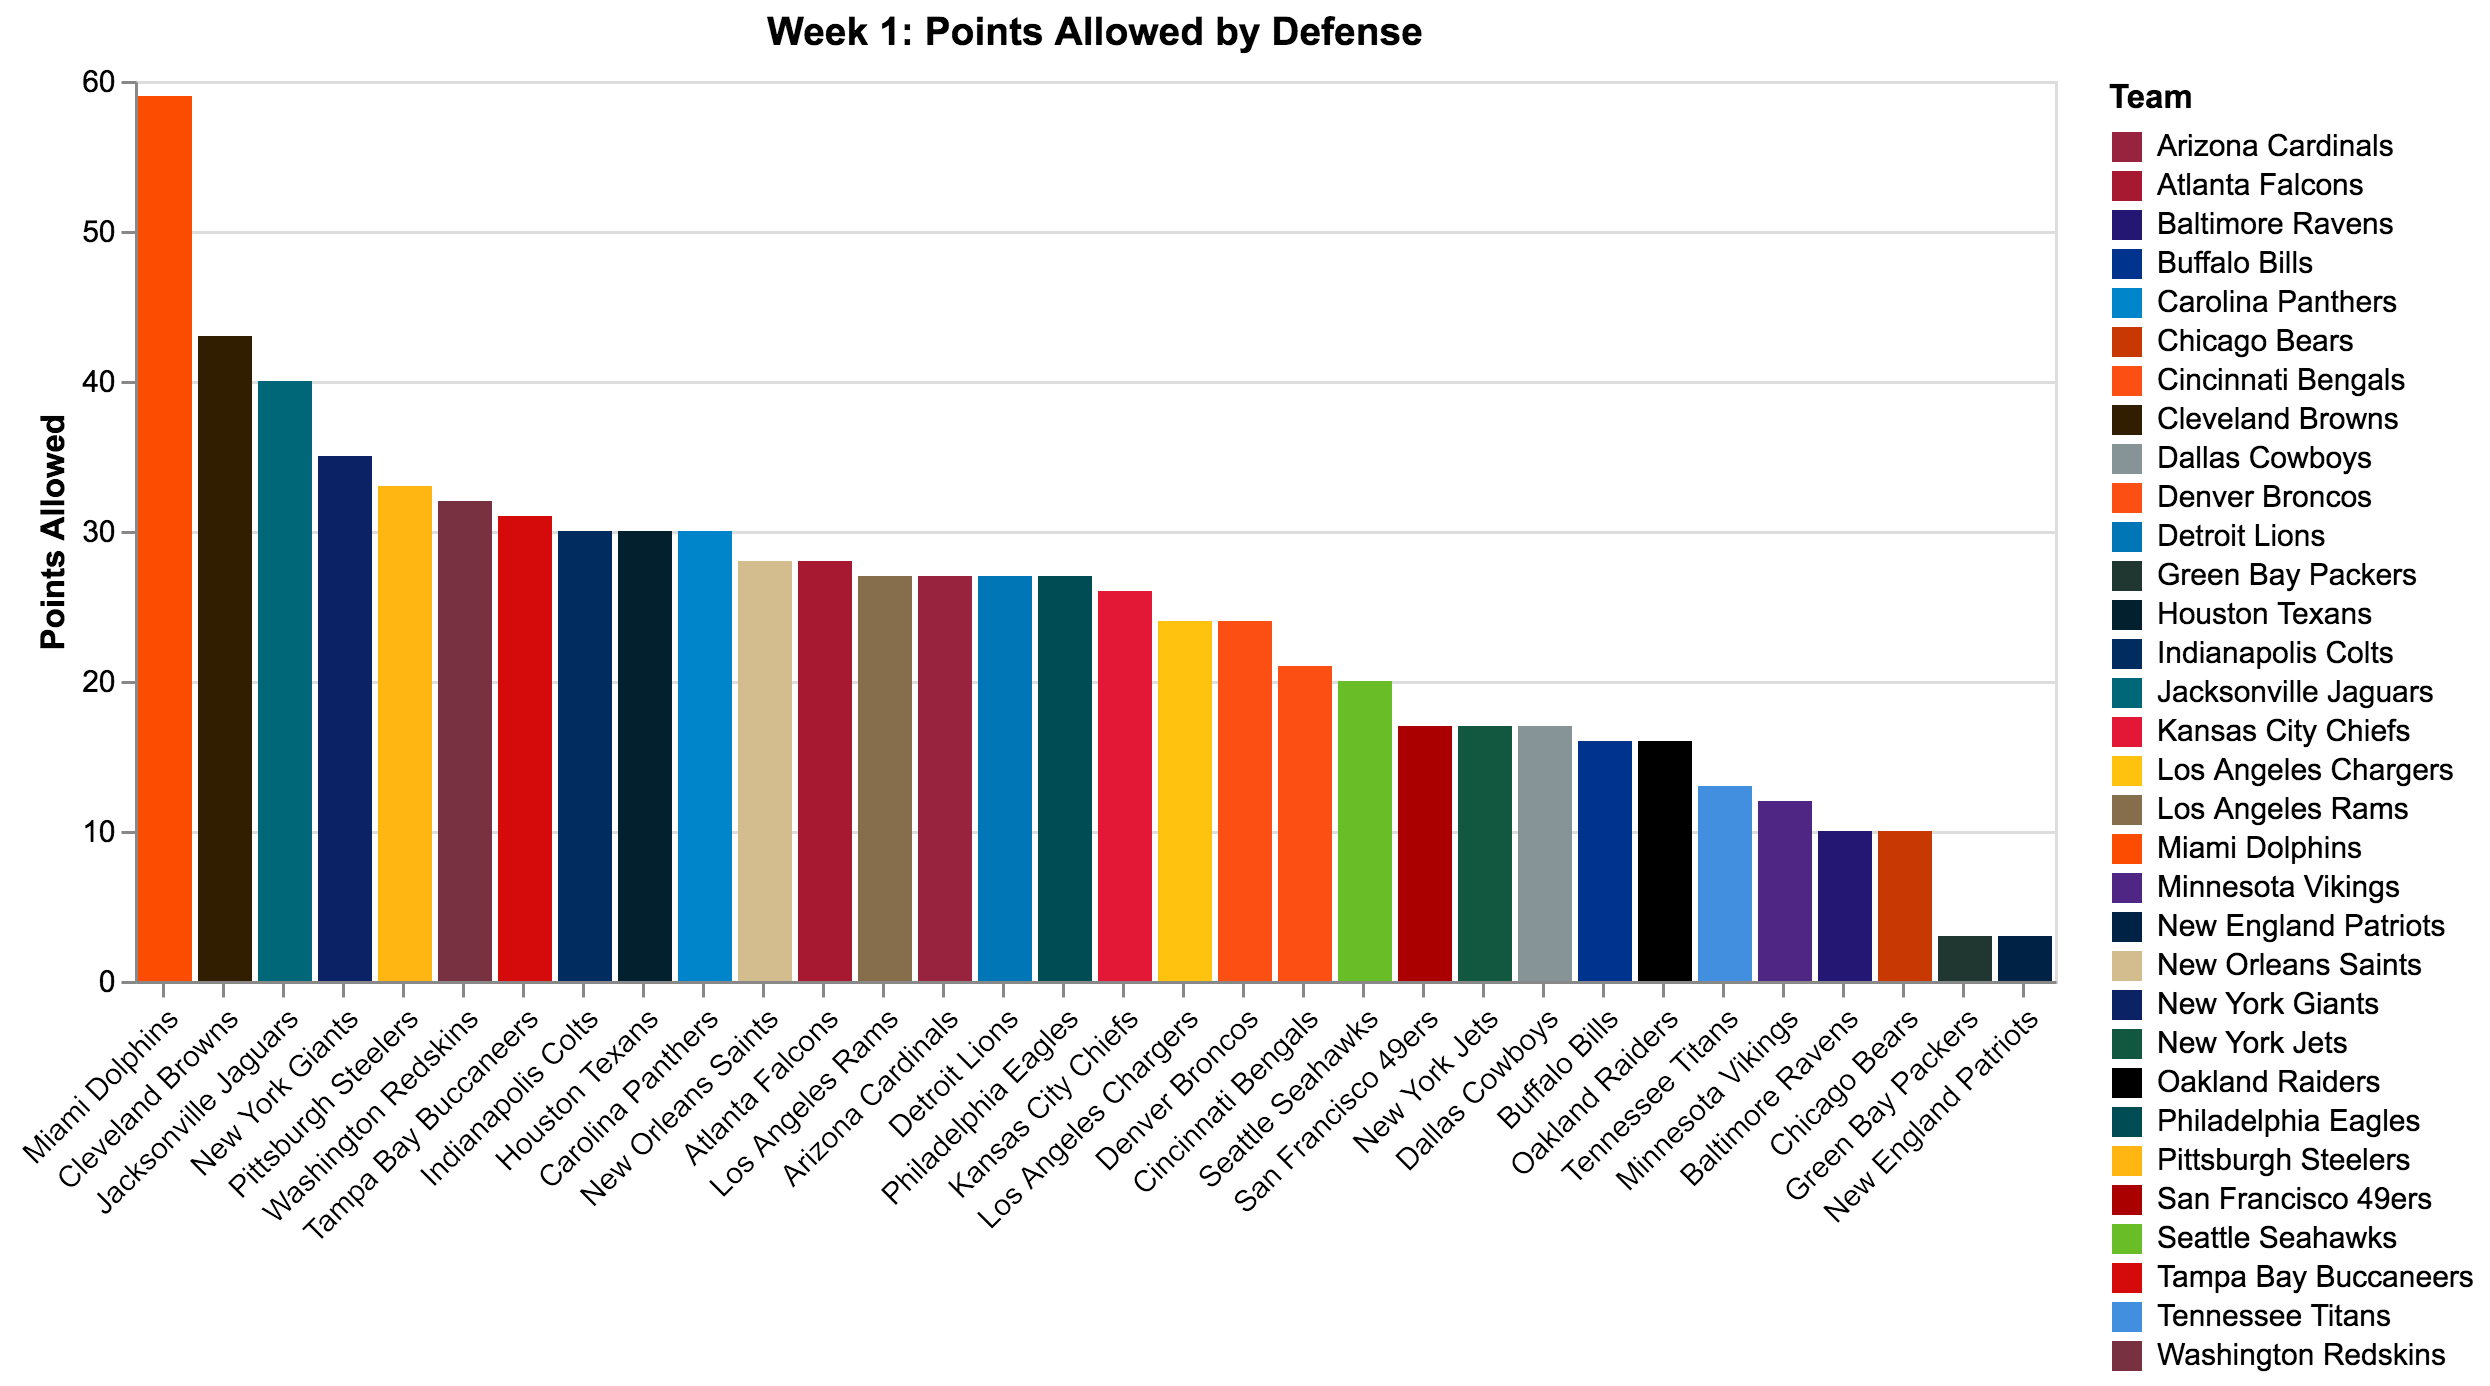 Week 1: Points Allowed by Defense
Points Allowed
60
50
40
30
20
10
0
Miami Dolphins
Cleveland Browns
Jacksonville Jaguars
New York Giants
Pittsburgh Steelers
Washington Redskins
Tampa Bay Buccaneers
Indianapolis Colts
Houston Texans
Carolina Panthers
New Orleans Saints
Atlanta Falcons
Los Angeles Rams
Arizona Cardinals
Detroit Lions
Philadelphia Eagles
Kansas City Chiefs
Los Angeles Chargers
Denver Broncos
Cincinnati Bengals
Seattle Seahawks
San Francisco 49ers
New York Jets
Dallas Cowboys
Buffalo Bills
Oakland Raiders
Tennessee Titans
Minnesota Vikings
Baltimore Ravens
Chicago Bears
Green Bay Packers
New England Patriots
Team
Arizona Cardinals
Atlanta Falcons
Baltimore Ravens
Buffalo Bills
Carolina Panthers
Chicago Bears
Cincinnati Bengals
Cleveland Browns
Dallas Cowboys
Denver Broncos
Detroit Lions
Green Bay Packers
Houston Texans
Indianapolis Colts
Jacksonville Jaguars
Kansas City Chiefs
Los Angeles Chargers
Los Angeles Rams
Miami Dolphins
Minnesota Vikings
New England Patriots
New Orleans Saints
New York Giants
New York Jets
Oakland Raiders
Philadelphia Eagles
Pittsburgh Steelers
San Francisco 49ers
Seattle Seahawks
Tampa Bay Buccaneers
Tennessee Titans
Washington Redskins